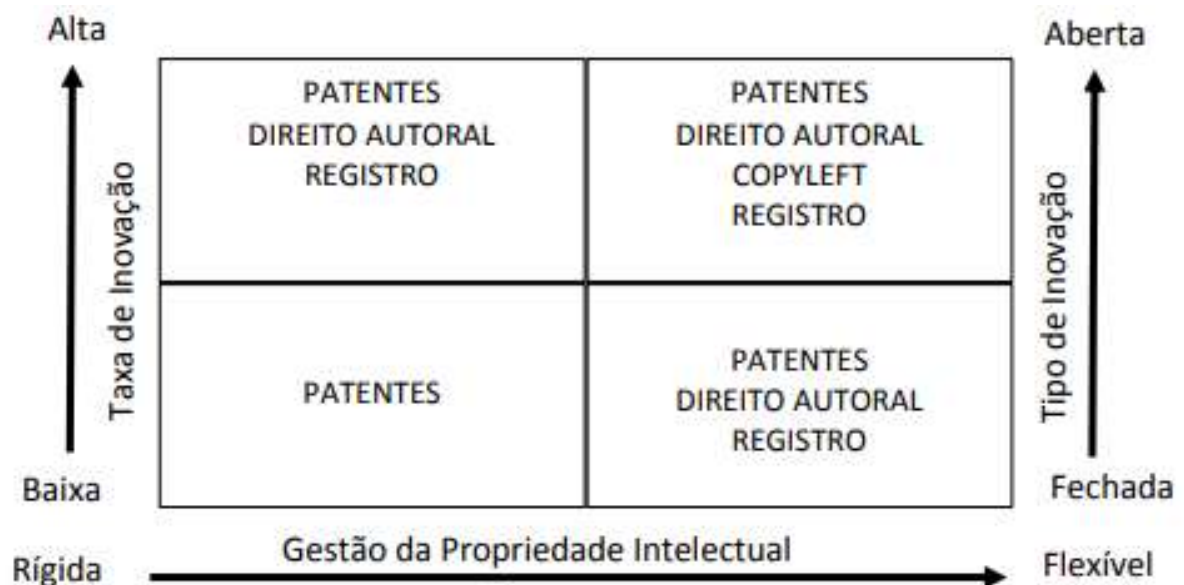 Alta
Aberta
PATENTES
DIREITO AUTORAL
REGISTRO
PATENTES
DIREITO AUTORAL
COPYLEFT
REGISTRO
Taxa de Inovação
Tipo de Inovação
PATENTES
PATENTES
DIREITO AUTORAL
REGISTRO
Baixa
Fechada
Rígida
Gestão da Propriedade Intelectual
Flexível